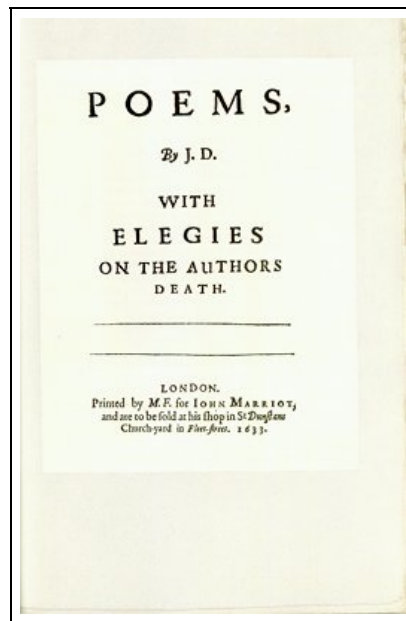 POEMS,
By J. D.
WITH
ELEGIES
ON THE AUTHORS
DEATH.
LONDON.
Printed by M. F. for IOHN MARRIOT,
and are to be ſold at his ſhop in St Dunſtans
Church-yard in Fleet-ſtreet. 1633.